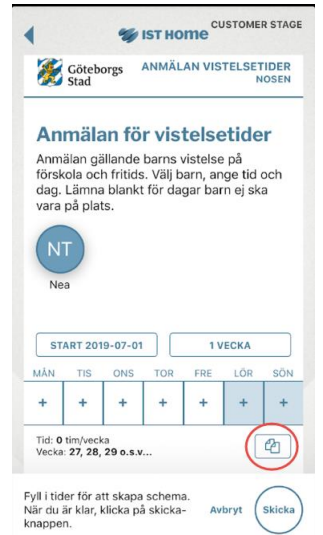 CUSTOMER STAGE
IST Home
Göteborgs
Stad
ANMÄLAN VISTELSETIDER
NOSEN
Anmälan för vistelsetider
Anmälan gällande barns vistelse på
förskola och fritids. Välj barn, ange tid och
dag. Lämna blankt för dagar barn ej ska
vara på plats.
NT
Nea
START 2019-07-01 1 VECKA
MÅN TIS ONS TOR FRE LÖR SÖN
+ + + + + + +
Tid: 0 tim/vecka
Vecka: 27, 28, 29 o.s.v...
Fyll i tider för att skapa schema.
När du är klar, klicka på skicka-
knappen.
Avbryt Skicka